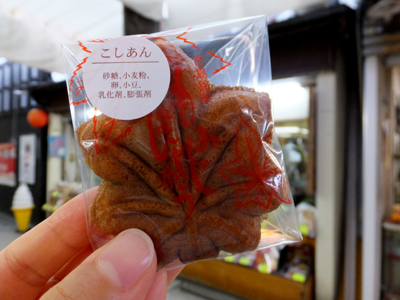 こしあん
砂糖、小麦粉、
卵、小豆、
乳化剤、膨張剤